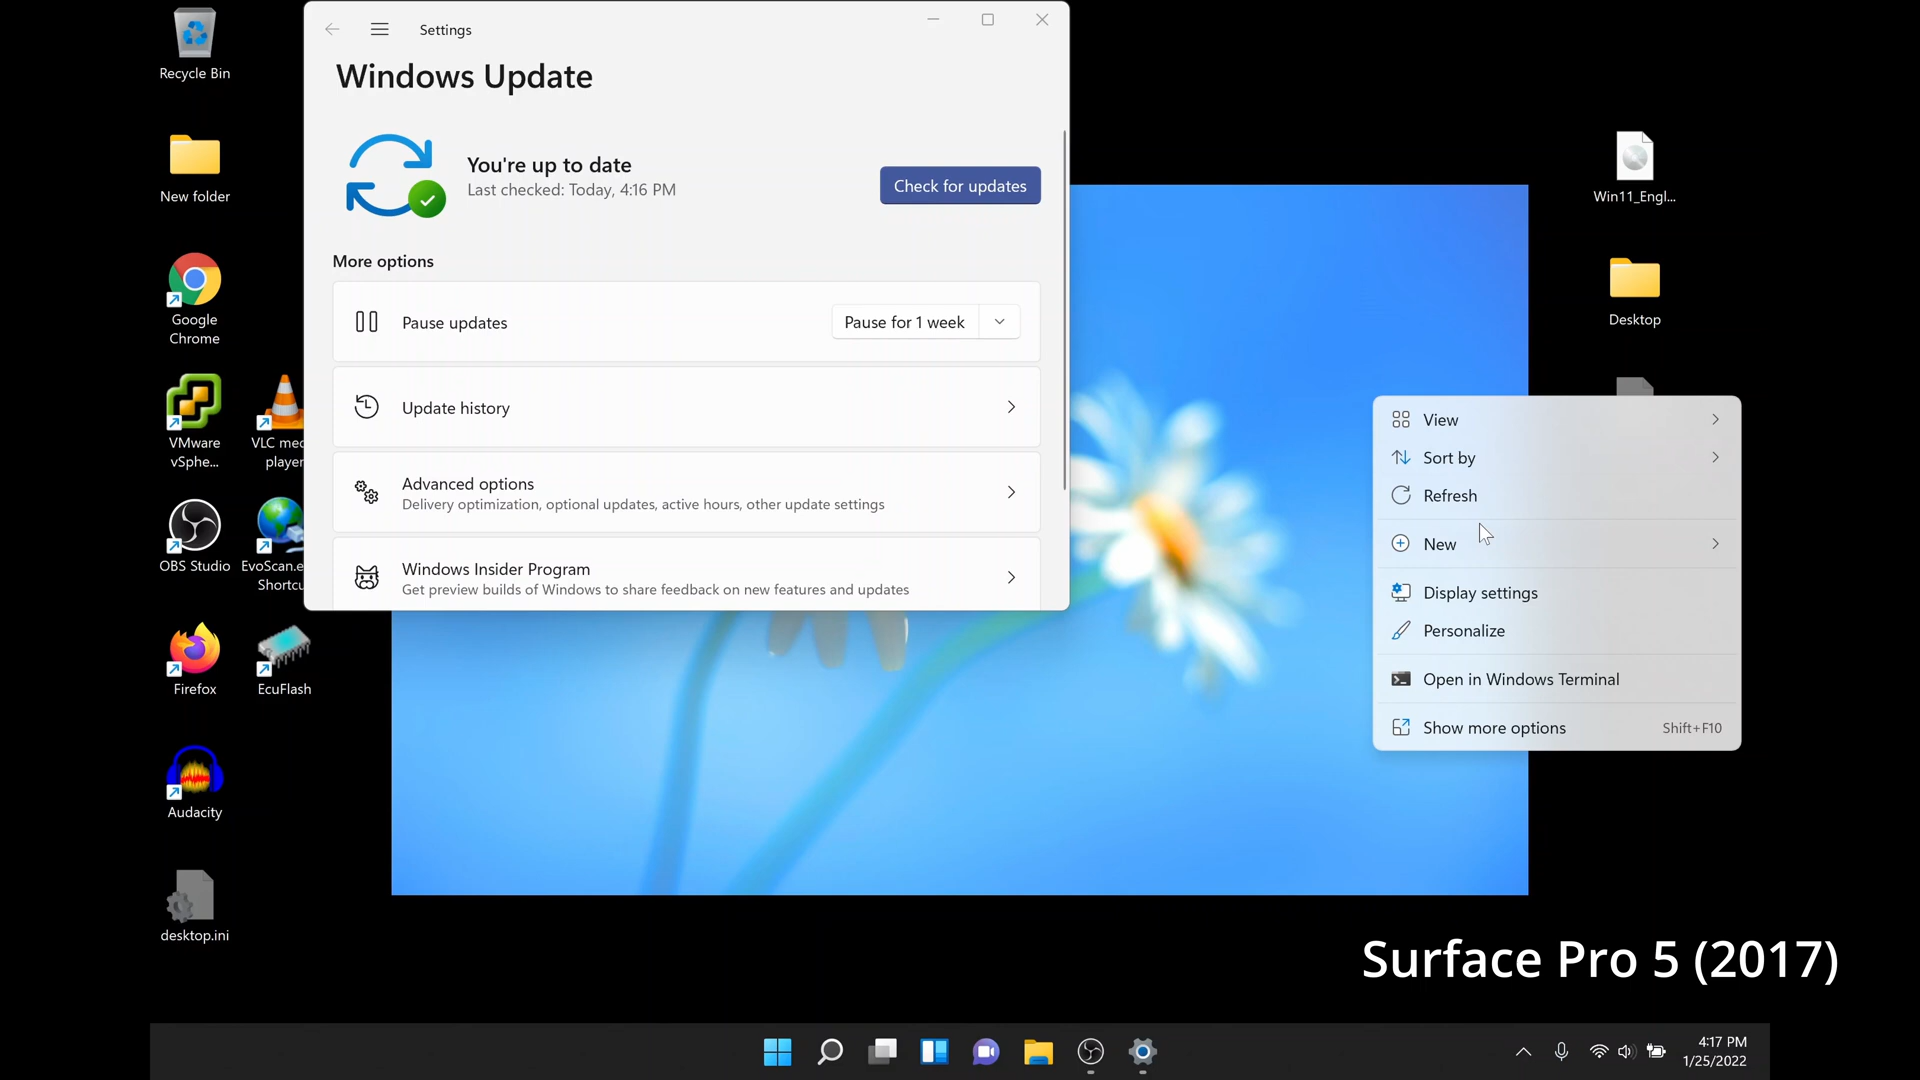 Recycle Bin
New folder
Google
Chrome
VMware
vSphe...
VLC med
player
OBS Studio
EvoScan.e
Shortcu
Firefox
EcuFlash
Audacity
desktop.ini
Settings
Windows Update
You're up to date
Last checked: Today, 4:16 PM
Check for updates
More options
Pause updates
Pause for 1 week
Update history
Advanced options
Delivery optimization, optional updates, active hours, other update settings
Windows Insider Program
Get preview builds of Windows to share feedback on new features and updates
Win11_Engl...
Desktop
View
Sort by
Refresh
New
Display settings
Personalize
Open in Windows Terminal
Show more options Shift+F10
Surface Pro 5 (2017)
4:17 PM
1/25/2022